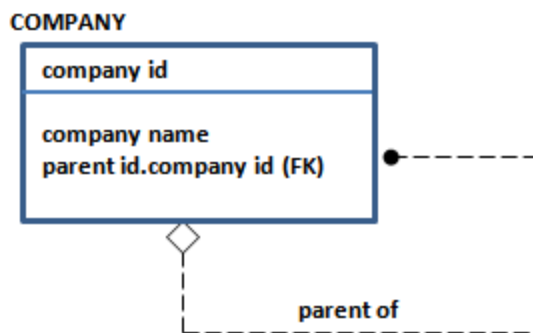 COMPANY
company id
company name
parent id.company id (FK)
parent of